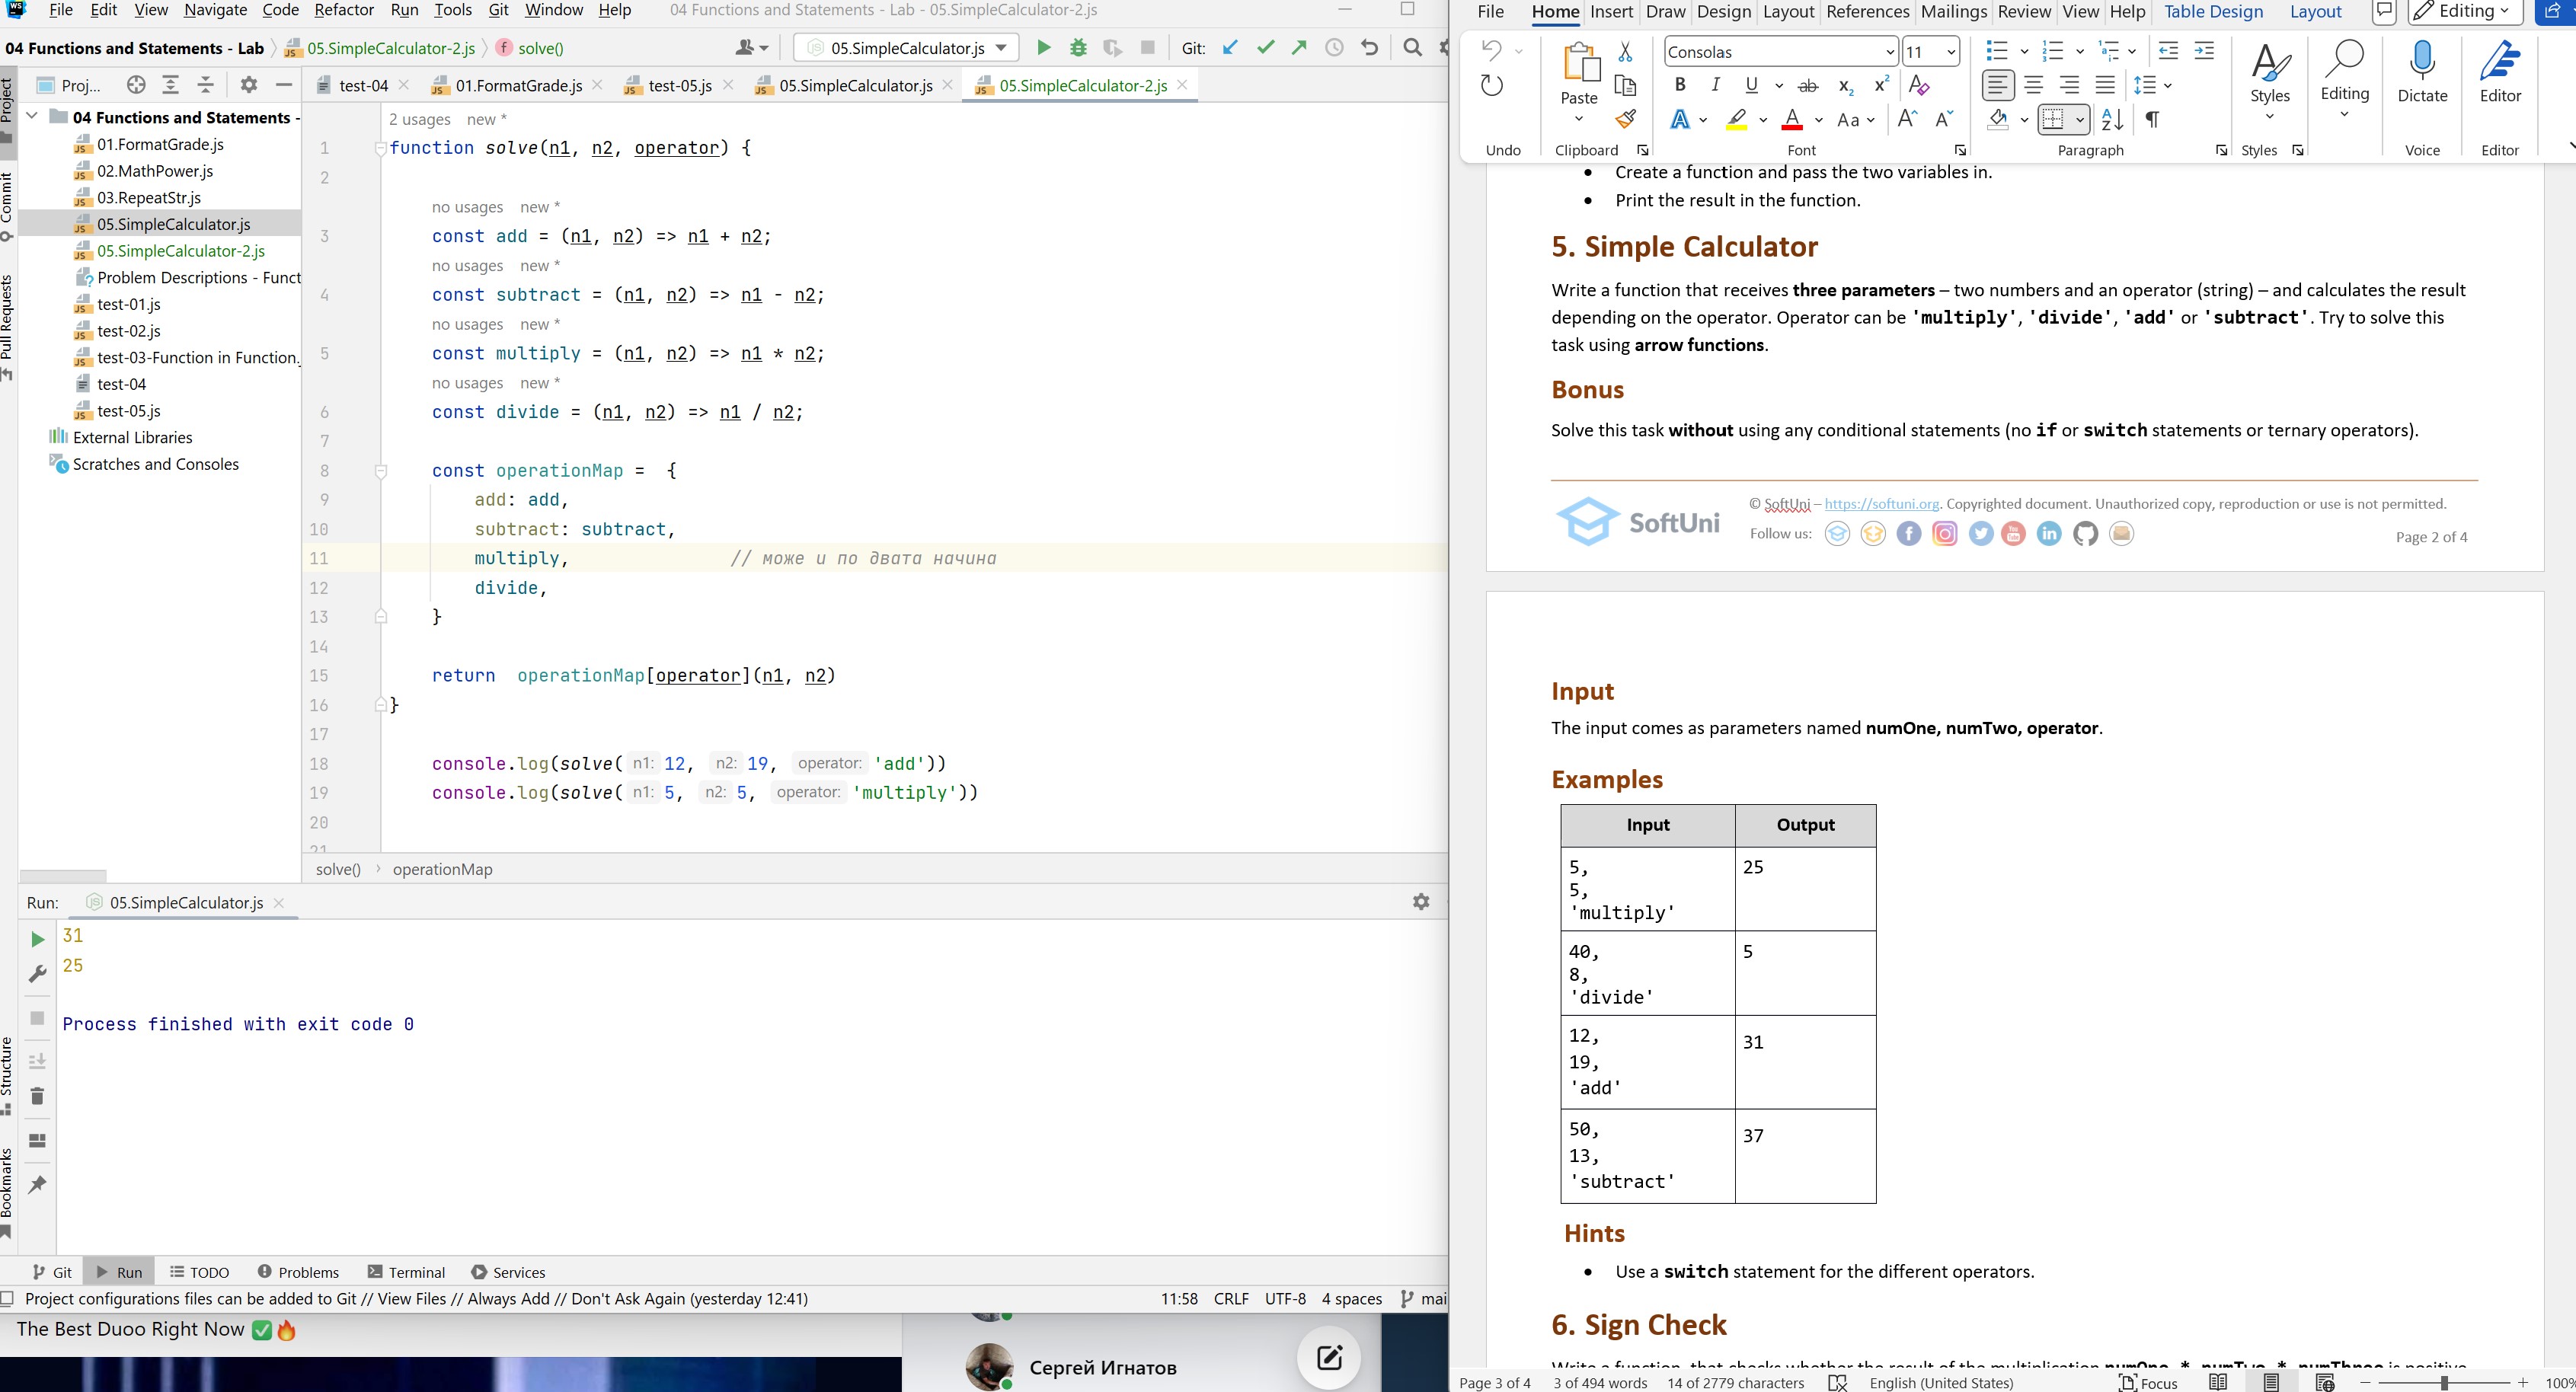 File Edit View Navigate Code Refactor Run Tools Git Window Help 04 Functions and Statements - Lab - 05.SimpleCalculator-2.js
04 Functions and Statements - Lab 05.SimpleCalculator-2.js solve() 05.SimpleCalculator.js Git:
Proj... test-04 01.FormatGrade.js test-05.js 05.SimpleCalculator.js 05.SimpleCalculator-2.js
Project
Commit
Pull Requests
Structure
Bookmarks
04 Functions and Statements -
01.FormatGrade.js
02.MathPower.js
03.RepeatStr.js
05.SimpleCalculator.js
05.SimpleCalculator-2.js
Problem Descriptions - Funct
test-01.js
test-02.js
test-03-Function in Function.
test-04
test-05.js
External Libraries
Scratches and Consoles
2 usages new *
1 function solve(n1, n2, operator) {
2
no usages new *
3 const add = (n1, n2) => n1 + n2;
no usages new *
4 const subtract = (n1, n2) => n1 - n2;
no usages new *
5 const multiply = (n1, n2) => n1 * n2;
no usages new *
6 const divide = (n1, n2) => n1 / n2;
7
8 const operationMap = {
9 add: add,
10 subtract: subtract,
11 multiply, // може и по двата начина
12 divide,
13 }
14
15 return operationMap[operator](n1, n2)
16 }
17
18 console.log(solve( n1: 12, n2: 19, operator: 'add'))
19 console.log(solve( n1: 5, n2: 5, operator: 'multiply'))
20
21
solve() › operationMap
Run: 05.SimpleCalculator.js
31
25
Process finished with exit code 0
Git Run TODO Problems Terminal Services
Project configurations files can be added to Git // View Files // Always Add // Don't Ask Again (yesterday 12:41) 11:58 CRLF UTF-8 4 spaces mai
The Best Duoo Right Now ✅🔥
Сергей Игнатов
File Home Insert Draw Design Layout References Mailings Review View Help Table Design Layout Editing
Consolas 11
Paste Styles Editing Dictate Editor
Undo Clipboard Font Paragraph Styles Voice Editor
• Create a function and pass the two variables in.
• Print the result in the function.
5. Simple Calculator
Write a function that receives three parameters – two numbers and an operator (string) – and calculates the result
depending on the operator. Operator can be 'multiply', 'divide', 'add' or 'subtract'. Try to solve this
task using arrow functions.
Bonus
Solve this task without using any conditional statements (no if or switch statements or ternary operators).
SoftUni
© SoftUni – https://softuni.org. Copyrighted document. Unauthorized copy, reproduction or use is not permitted.
Follow us:
Page 2 of 4
Input
The input comes as parameters named numOne, numTwo, operator.
Examples
Input Output
5, 25
5,
'multiply'
40, 5
8,
'divide'
12, 31
19,
'add'
50, 37
13,
'subtract'
Hints
• Use a switch statement for the different operators.
6. Sign Check
Write a function, that checks whether the result of the multiplication numOne * numTwo * numThree is positive
Page 3 of 4 3 of 494 words 14 of 2779 characters English (United States) Focus 100%